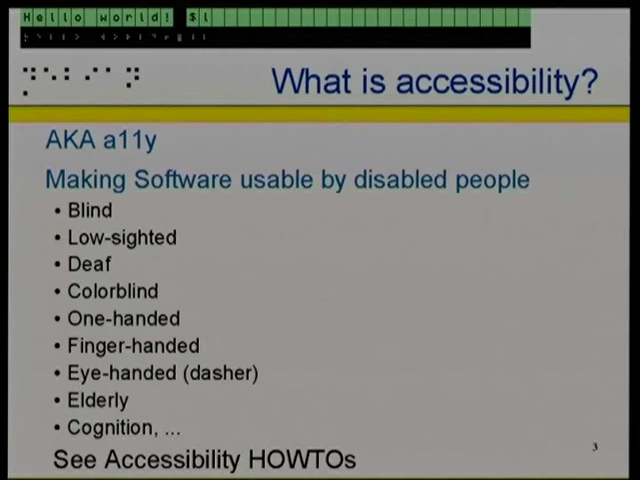 Hello world! $l
What is accessibility?
AKA a11y
Making Software usable by disabled people
• Blind
• Low-sighted
• Deaf
• Colorblind
• One-handed
• Finger-handed
• Eye-handed (dasher)
• Elderly
• Cognition, ...
See Accessibility HOWTOs
3